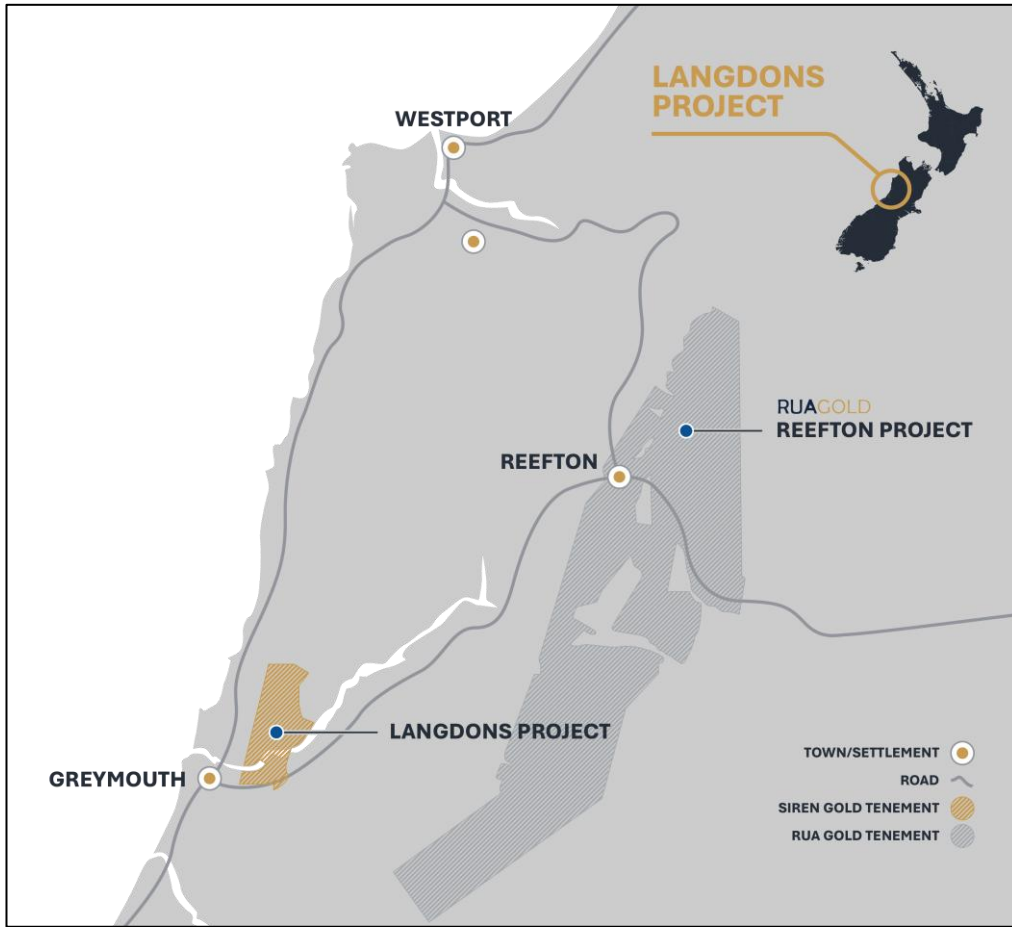 LANGDONS
PROJECT
WESTPORT
RUAGOLD
REEFTON PROJECT
REEFTON
LANGDONS PROJECT
GREYMOUTH
TOWN/SETTLEMENT
ROAD
SIREN GOLD TENEMENT
RUA GOLD TENEMENT